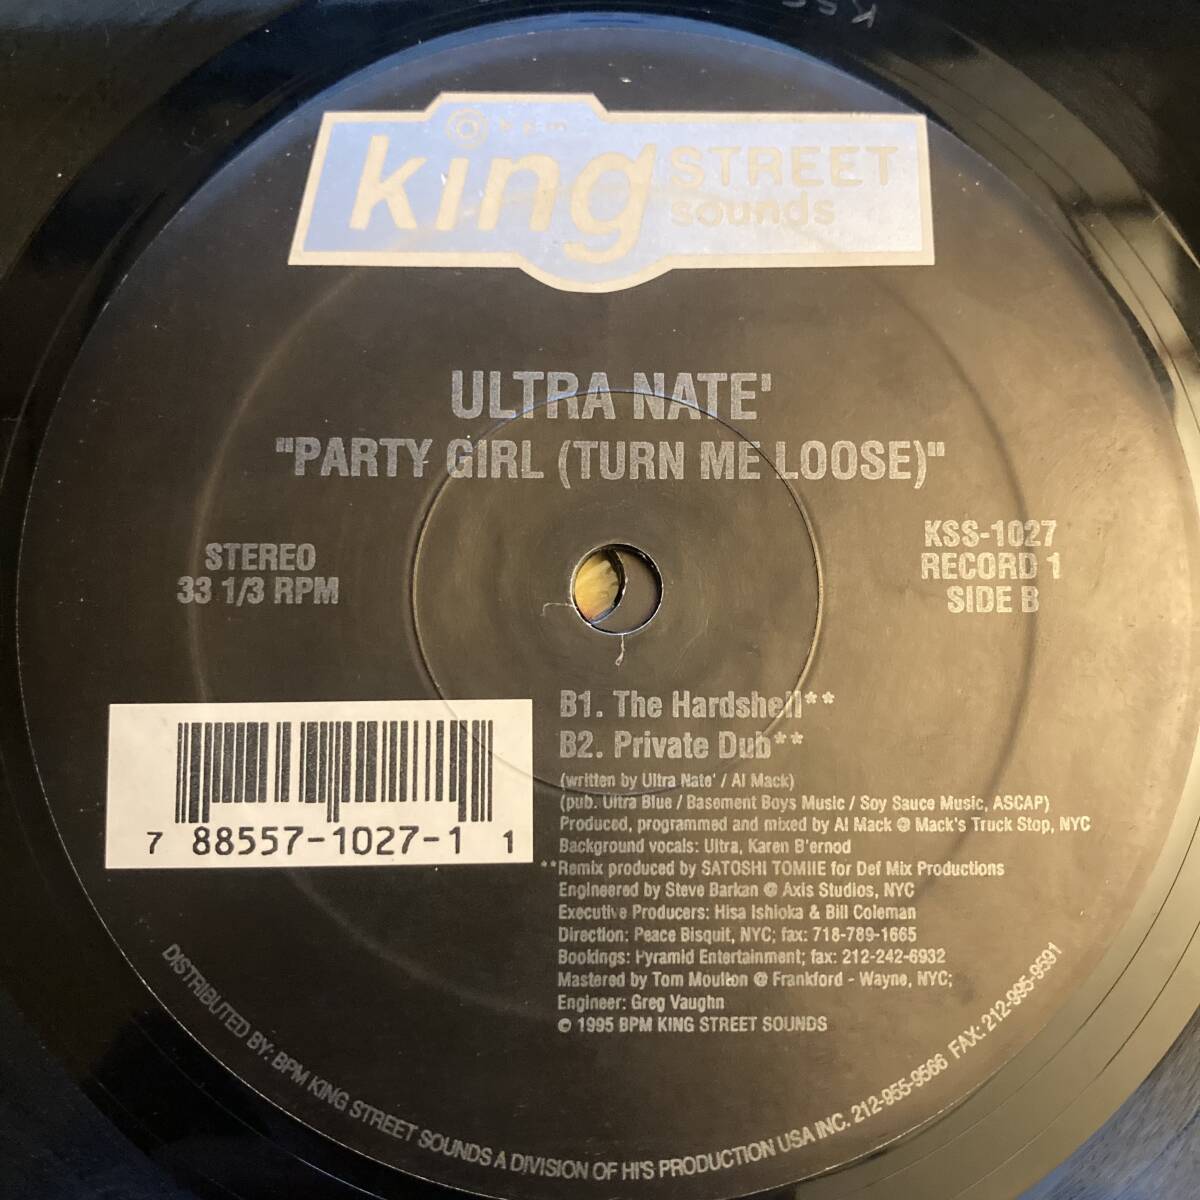 KSS
king STREET
sounds
ULTRA NATE'
"PARTY GIRL (TURN ME LOOSE)"
STEREO
33 1/3 RPM
KSS-1027
RECORD 1
SIDE B
B1. The Hardshell**
B2. Private Dub**
(written by Ultra Nate' / Al Mack)
(pub. Ultra Blue / Basement Boys Music / Soy Sauce Music, ASCAP)
Produced, programmed and mixed by Al Mack @ Mack's Truck Stop, NYC
Background vocals: Ultra, Karen B'ernod
**Remix produced by SATOSHI TOMIIE for Def Mix Productions
Engineered by Steve Barkan @ Axis Studios, NYC
Executive Producers: Hisa Ishioka & Bill Coleman
Direction: Peace Bisquit, NYC; fax: 718-789-1665
Bookings: Pyramid Entertainment; fax: 212-242-6932
Mastered by Tom Moulton @ Frankford - Wayne, NYC;
Engineer: Greg Vaughn
© 1995 BPM KING STREET SOUNDS
7 88557-1027-1 1
DISTRIBUTED BY: BPM KING STREET SOUNDS A DIVISION OF HI'S PRODUCTION USA INC. 212-955-9566 FAX: 212-995-9591